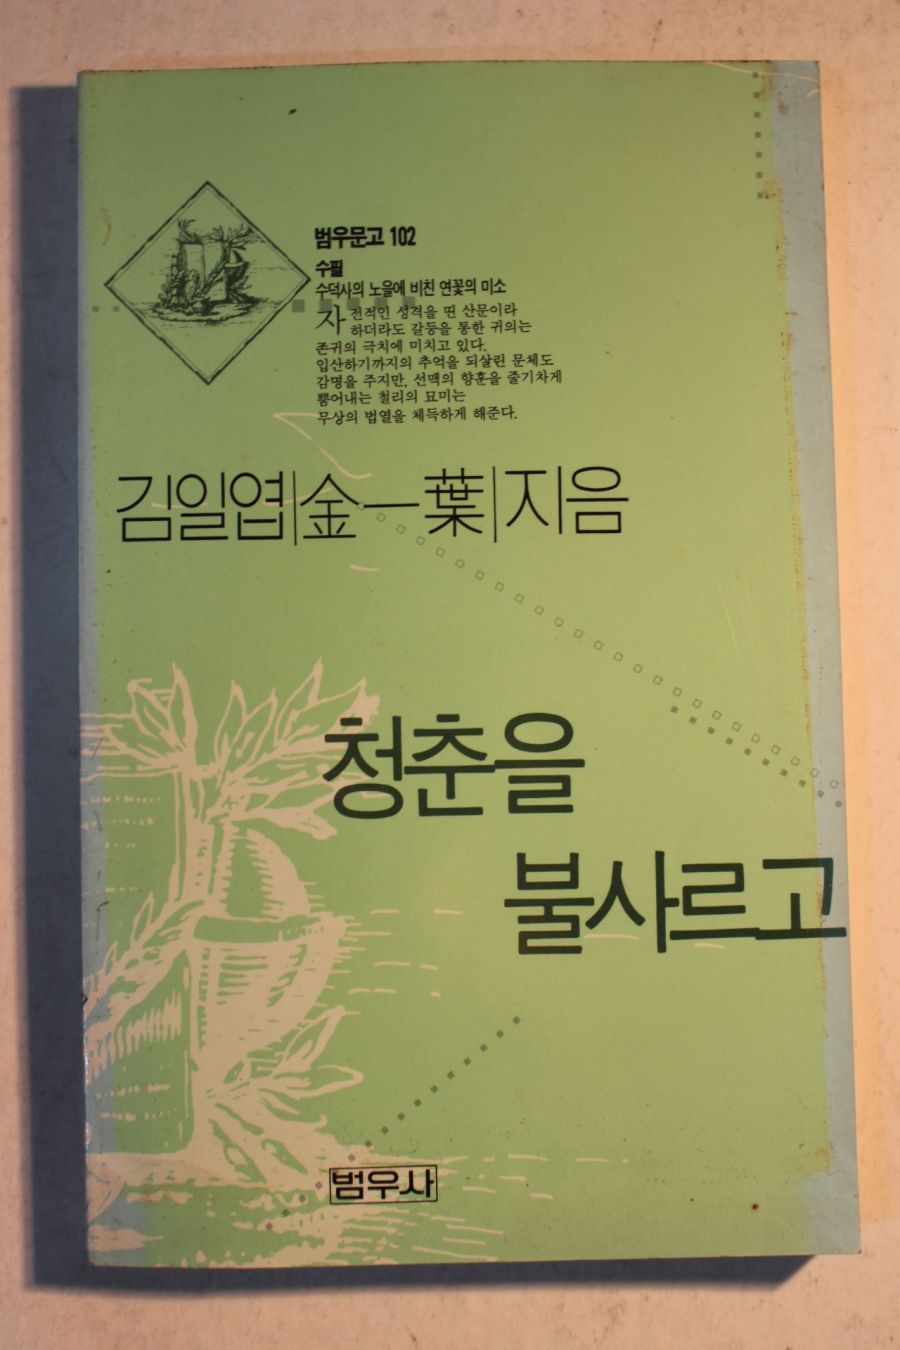 범우문고 102
수필
수덕사의 노을에 비친 연꽃의 미소
자전적인 성격을 띤 산문이라
하더라도 갈등을 통한 귀의는
존귀의 극치에 미치고 있다.
입산하기까지의 추억을 되살린 문체도
감명을 주지만, 선맥의 향훈을 줄기차게
뿜어내는 철리의 묘미는
무상의 법열을 체득하게 해준다.
김일엽|金一葉|지음
청춘을
불사르고
범우사